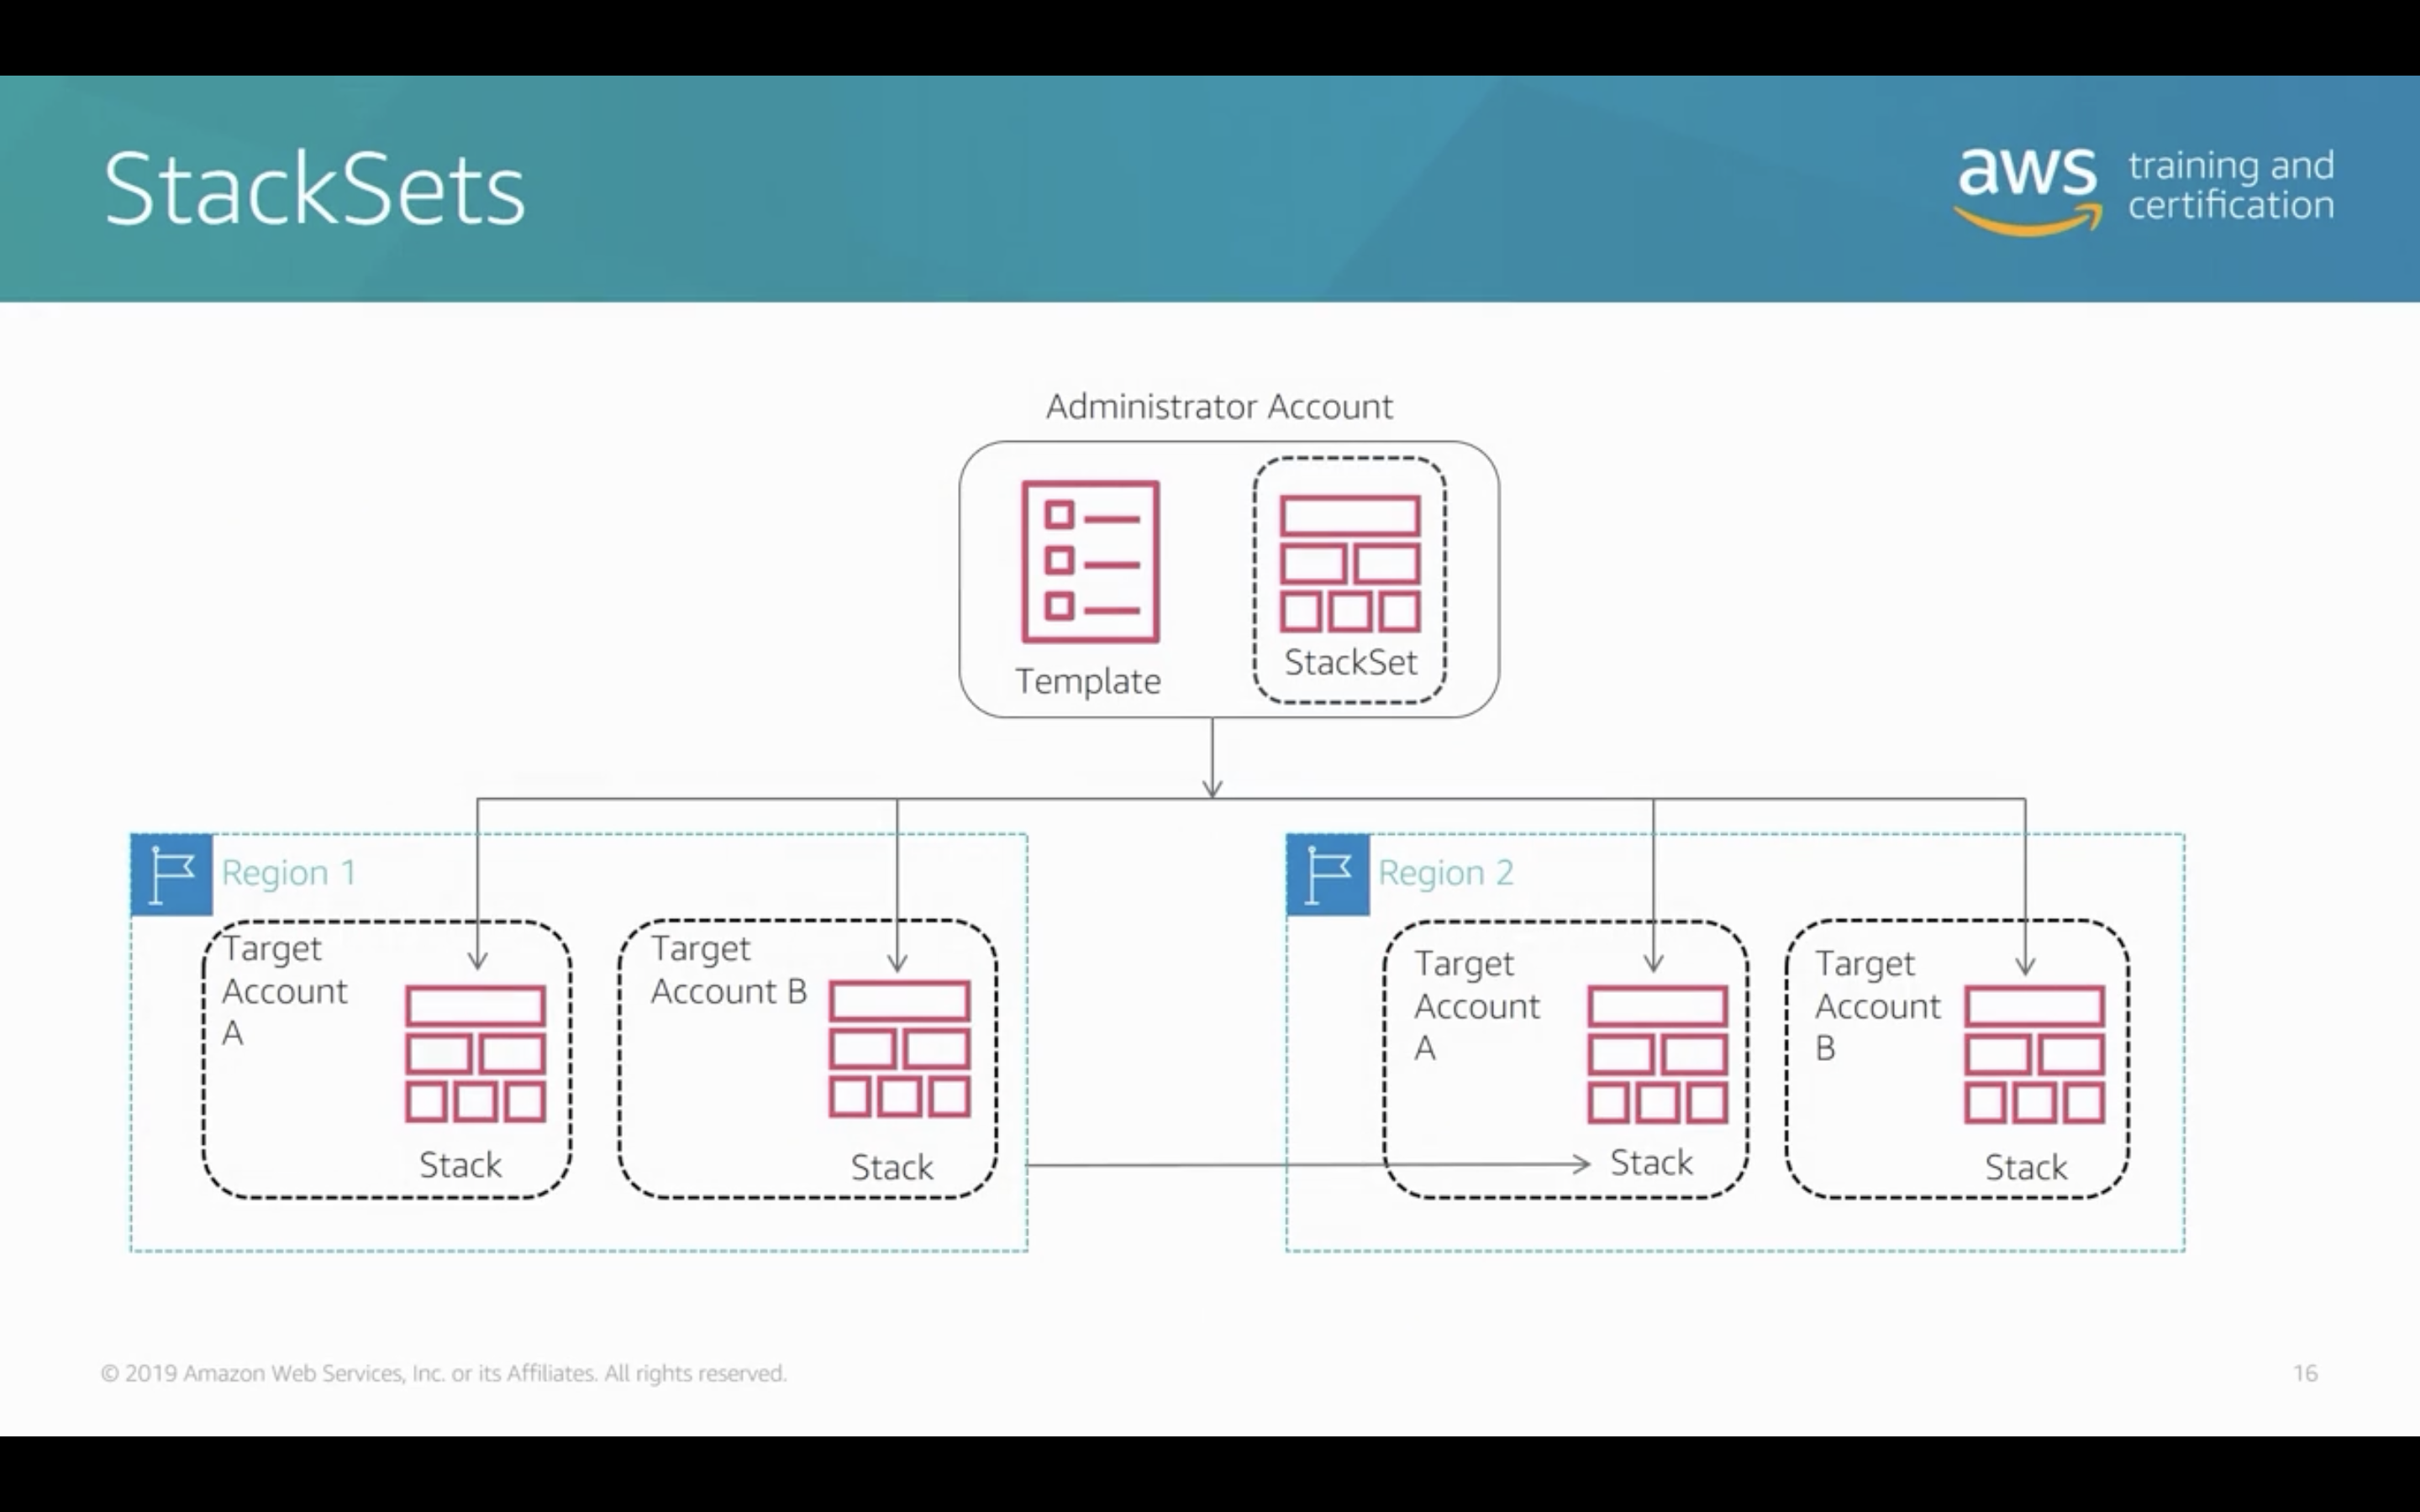 StackSets
aws
training and
certification
Administrator Account
Template
StackSet
Region 1
Target
Account
A
Stack
Target
Account B
Stack
Region 2
Target
Account
A
Stack
Target
Account
B
Stack
© 2019 Amazon Web Services, Inc. or its Affiliates. All rights reserved.
16